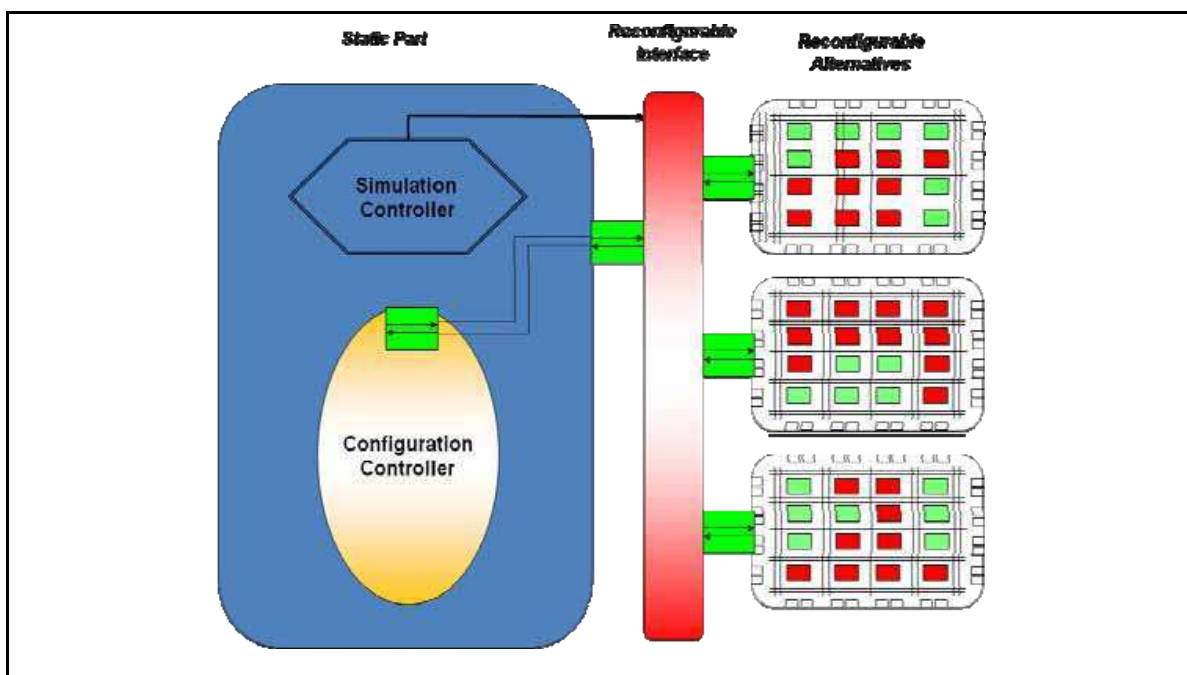 Static Part
Reconfigurable
Interface
Reconfigurable
Alternatives
Simulation
Controller
Configuration
Controller